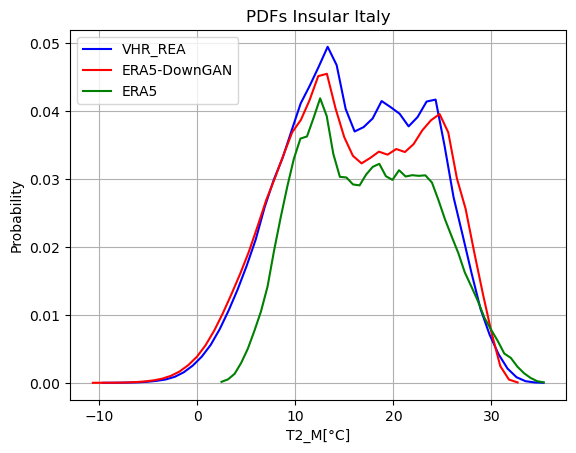 PDFs Insular Italy
VHR_REA
ERA5-DownGAN
ERA5
Probability
0.05
0.04
0.03
0.02
0.01
0.00
−10
0
10
20
30
T2_M[°C]